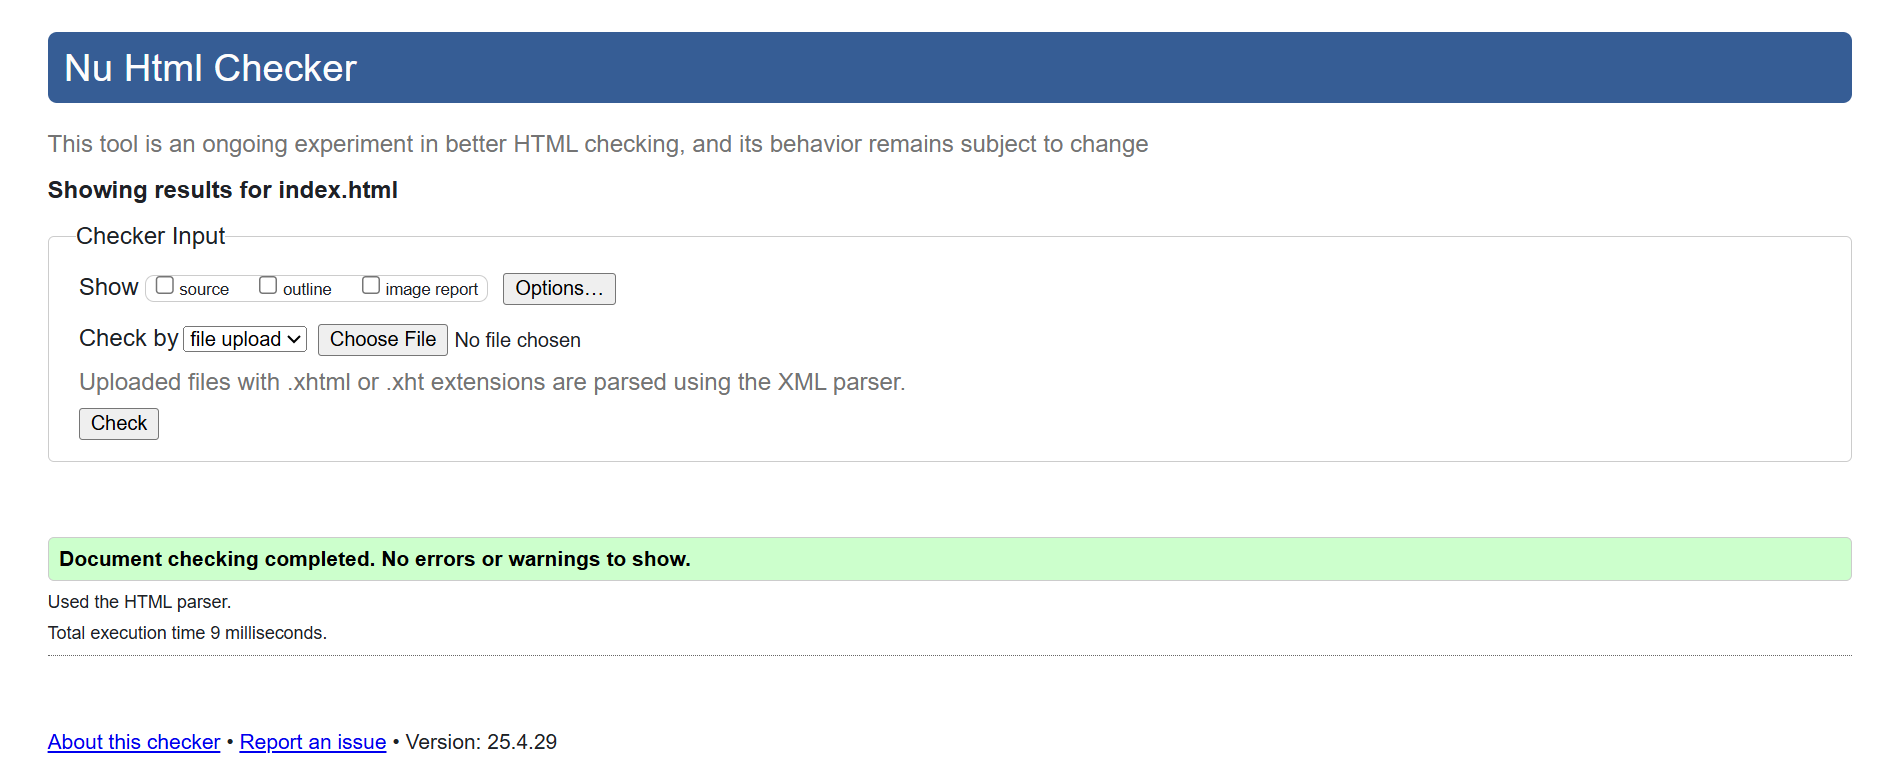 Nu Html Checker
This tool is an ongoing experiment in better HTML checking, and its behavior remains subject to change
Showing results for index.html
Checker Input
Show source outline image report Options...
Check by file upload Choose File No file chosen
Uploaded files with .xhtml or .xht extensions are parsed using the XML parser.
Check
Document checking completed. No errors or warnings to show.
Used the HTML parser.
Total execution time 9 milliseconds.
About this checker • Report an issue • Version: 25.4.29